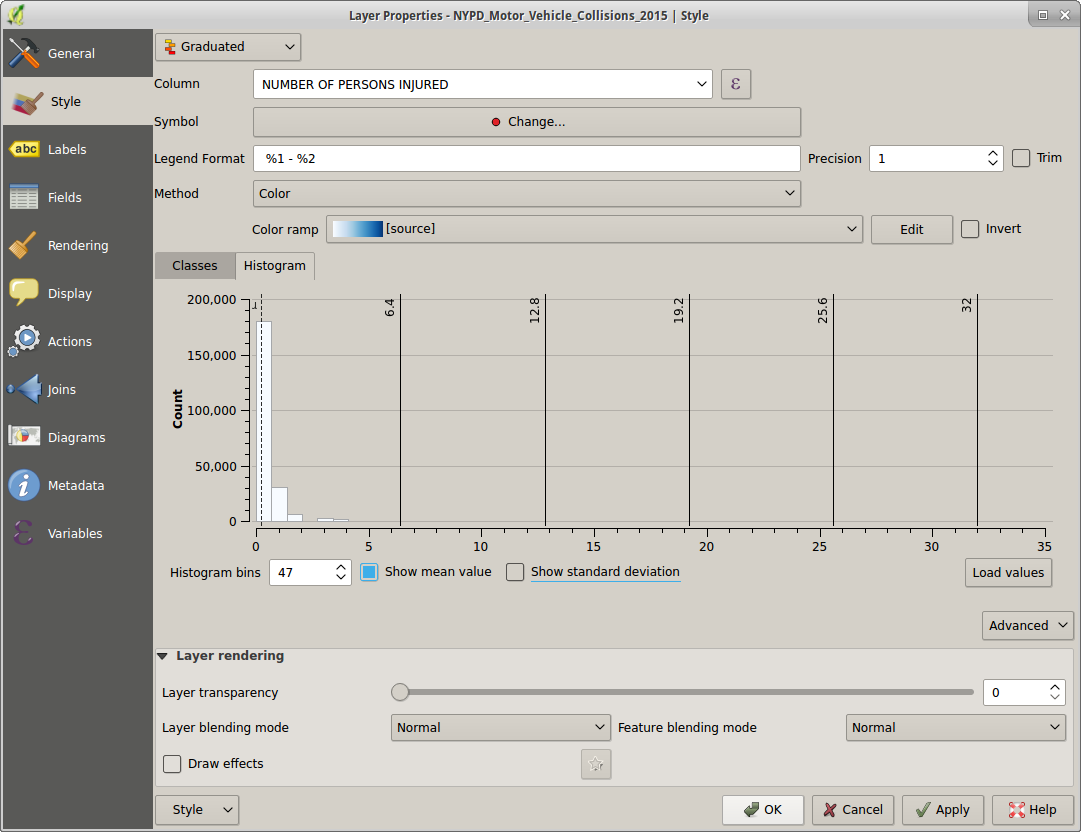 Layer Properties - NYPD_Motor_Vehicle_Collisions_2015 | Style
General
Style
Labels
abc
Fields
Rendering
Display
Actions
Joins
Diagrams
Metadata
Variables
Graduated
Column NUMBER OF PERSONS INJURED ε
Symbol Change...
Legend Format %1 - %2 Precision 1 Trim
Method Color
Color ramp [source] Edit Invert
Classes Histogram
200,000
150,000
100,000
50,000
0
Count
6.4
12.8
19.2
25.6
32
0 5 10 15 20 25 30 35
Histogram bins 47 Show mean value Show standard deviation Load values
Advanced
Layer rendering
Layer transparency 0
Layer blending mode Normal Feature blending mode Normal
Draw effects
Style OK Cancel Apply Help